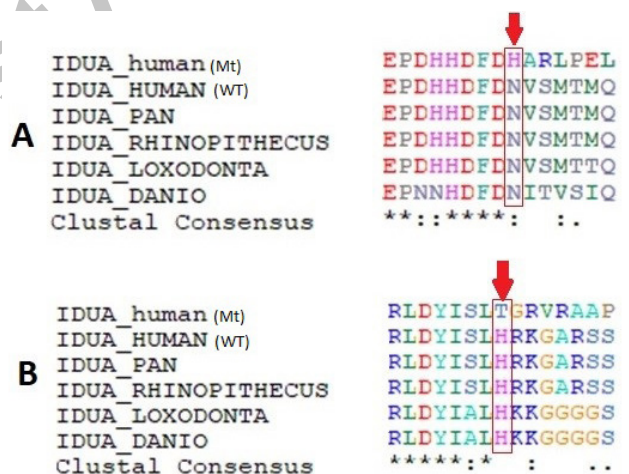 IDUA_human (Mt) EPDHHDFDHARLPEL
IDUA_HUMAN (WT) EPDHHDFDNVSMTMQ
IDUA_PAN EPDHHDFDNVSMTMQ
A IDUA_RHINOPITHECUS EPDHHDFDNVSMTMQ
IDUA_LOXODONTA EPDHHDFDNVSMTTQ
IDUA_DANIO EPNNHDFDNITVSIQ
Clustal Consensus **::****:  :.
IDUA_human (Mt) RLDYISLTGRVRAAP
IDUA_HUMAN (WT) RLDYISLHRKGARSS
IDUA_PAN RLDYISLHRKGARSS
B IDUA_RHINOPITHECUS RLDYISLHRKGARSS
IDUA_LOXODONTA RLDYIALHKKGGGGS
IDUA_DANIO RLDYIALHKKGGGGS
Clustal Consensus *****:*  :   ..